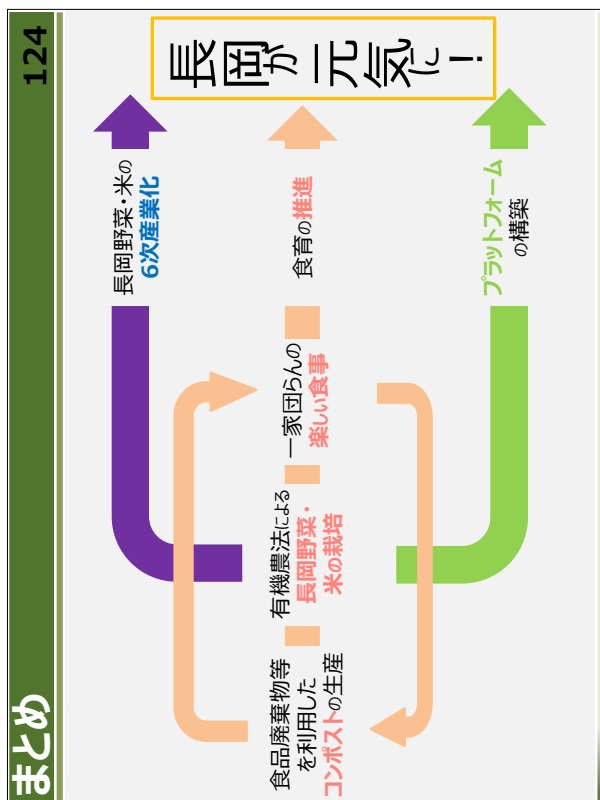 まとめ
124
食品廃棄物等
を利用した
コンポストの生産
有機農法による
長岡野菜・
米の栽培
一家団らんの
楽しい食事
長岡野菜・米の
6次産業化
食育の推進
プラットフォーム
の構築
長岡が元気に！